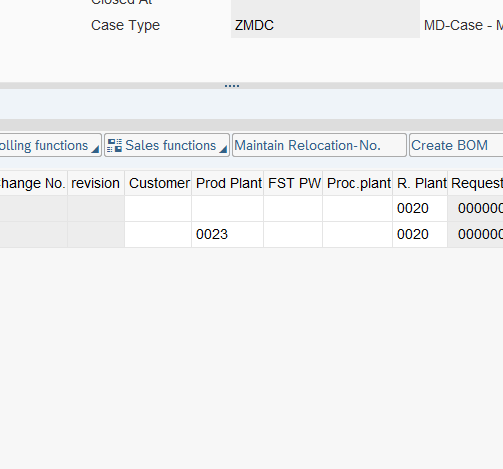 Closed At
Case Type ZMDC MD-Case - M
olling functions Sales functions Maintain Relocation-No. Create BOM
hange No. revision Customer Prod Plant FST PW Proc.plant R. Plant Request
0020 000000
0023 0020 000000